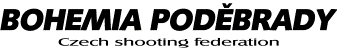 BOHEMIA PODĚBRADY
Czech shooting federation